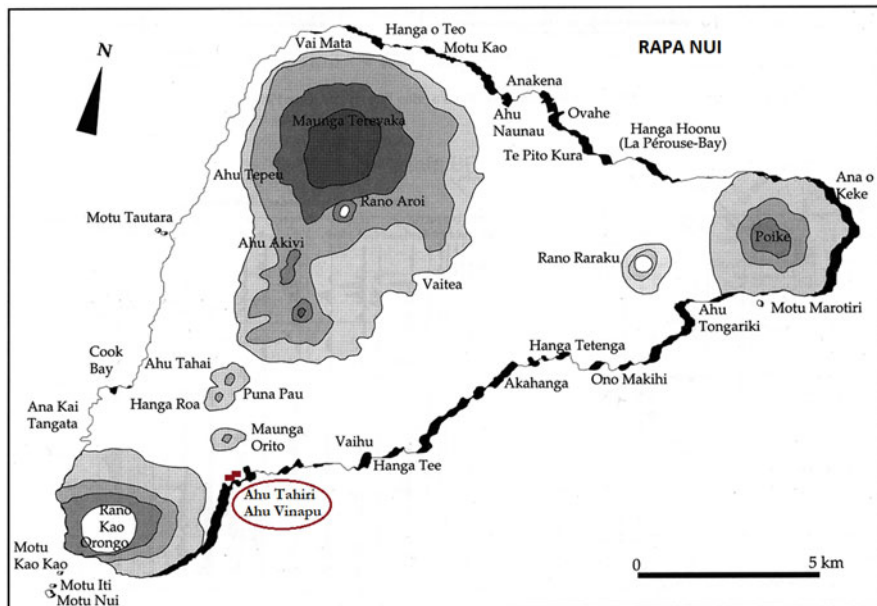 RAPA NUI
N
Vai Mata
Hanga o Teo
Motu Kao
Anakena
Ahu
Naunau
Ovahe
Te Pito Kura
Hanga Hoonu
(La Pérouse-Bay)
Ana o
Keke
Maunga Terevaka
Ahu Tepeu
Rano Aroi
Motu Tautara
Ahu Akivi
Vaitea
Rano Raraku
Poike
Motu Marotiri
Ahu
Tongariki
Hanga Tetenga
Ono Makihi
Akahanga
Cook
Bay
Ahu Tahai
Hanga Roa
Puna Pau
Ana Kai
Tangata
Maunga
Orito
Vaihu
Hanga Tee
Ahu Tahiri
Ahu Vinapu
Rano
Kao
Orongo
Motu
Kao Kao
Motu Iti
Motu Nui
0
5 km